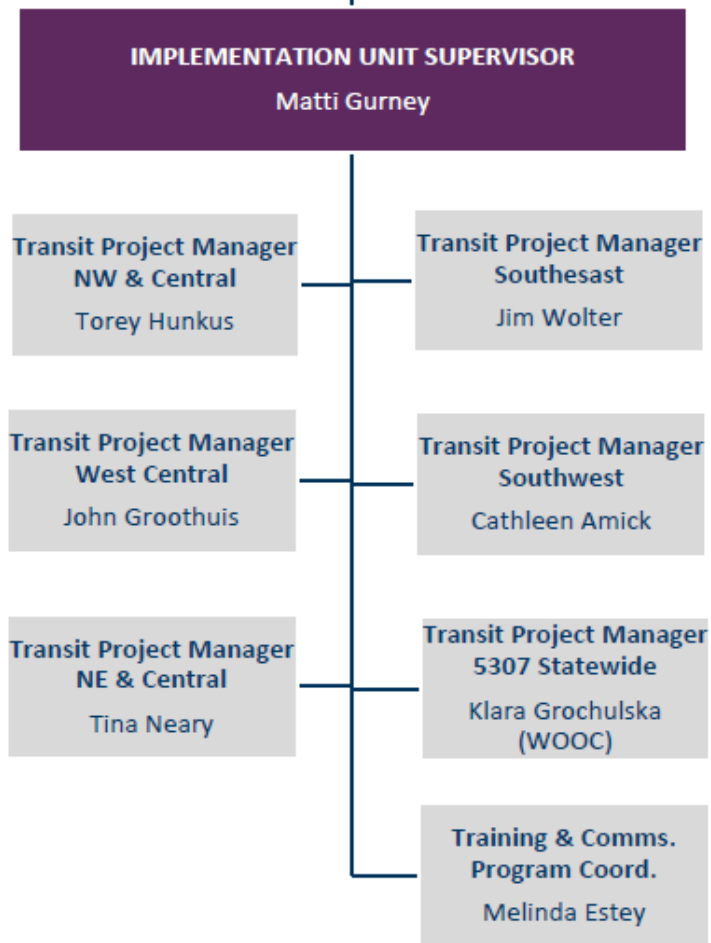 IMPLEMENTATION UNIT SUPERVISOR
Matti Gurney
Transit Project Manager
NW & Central
Torey Hunkus
Transit Project Manager
Southesast
Jim Wolter
Transit Project Manager
West Central
John Groothuis
Transit Project Manager
Southwest
Cathleen Amick
Transit Project Manager
NE & Central
Tina Neary
Transit Project Manager
5307 Statewide
Klara Grochulska
(WOOC)
Training & Comms.
Program Coord.
Melinda Estey